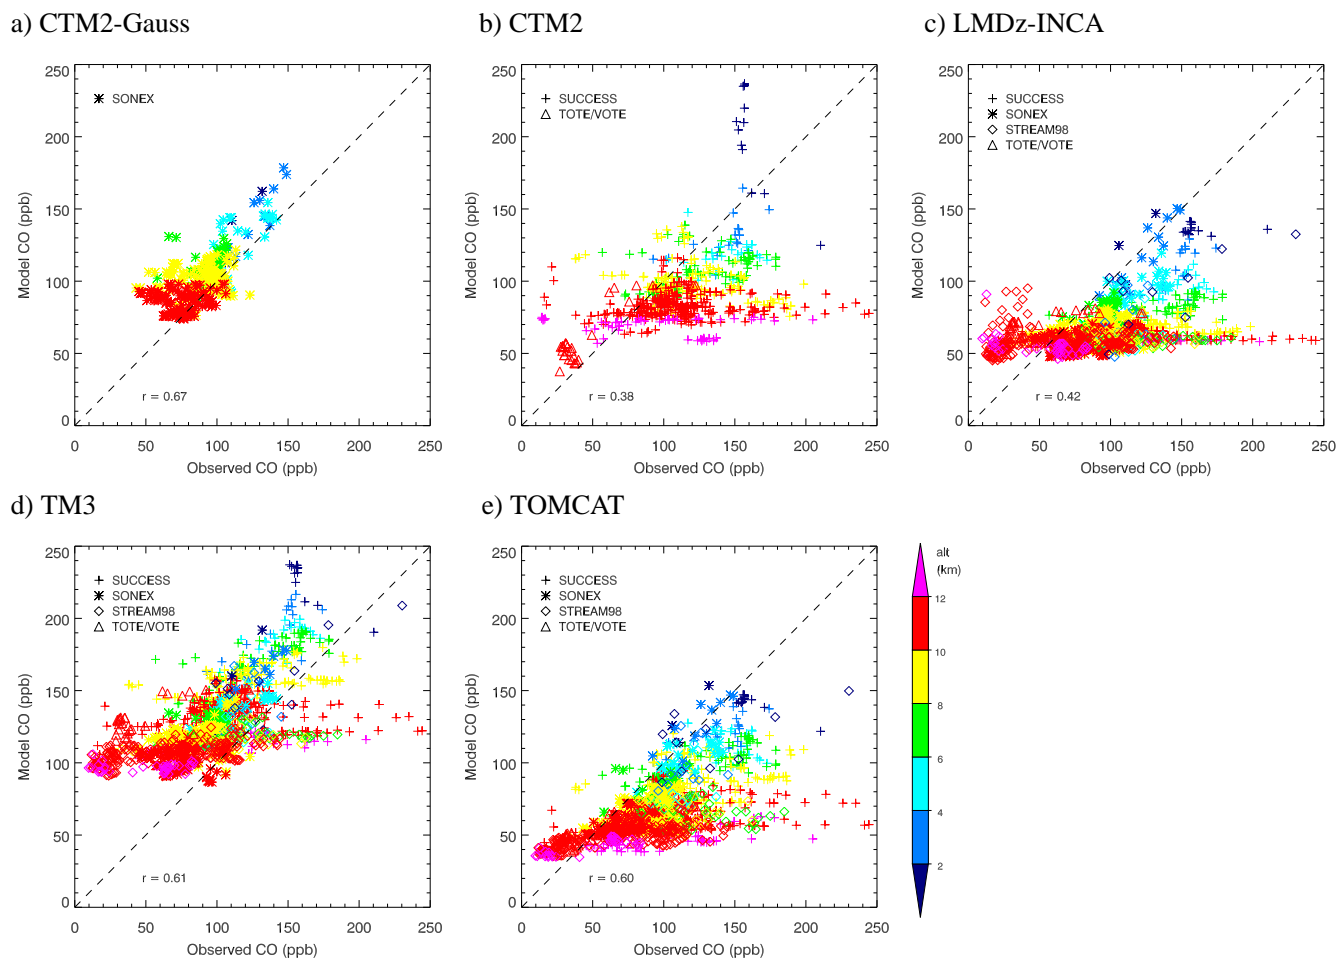 a) CTM2-Gauss
b) CTM2
c) LMDz-INCA
250
200
150
100
50
0
Model CO (ppb)
SONEX
r = 0.67
0 50 100 150 200 250
Observed CO (ppb)
250
200
150
100
50
0
Model CO (ppb)
SUCCESS
TOTE/VOTE
r = 0.38
0 50 100 150 200 250
Observed CO (ppb)
250
200
150
100
50
0
Model CO (ppb)
SUCCESS
SONEX
STREAM98
TOTE/VOTE
r = 0.42
0 50 100 150 200 250
Observed CO (ppb)
d) TM3
e) TOMCAT
250
200
150
100
50
0
Model CO (ppb)
SUCCESS
SONEX
STREAM98
TOTE/VOTE
r = 0.61
0 50 100 150 200 250
Observed CO (ppb)
250
200
150
100
50
0
Model CO (ppb)
SUCCESS
SONEX
STREAM98
TOTE/VOTE
r = 0.60
0 50 100 150 200 250
Observed CO (ppb)
alt
(km)
12
10
8
6
4
2